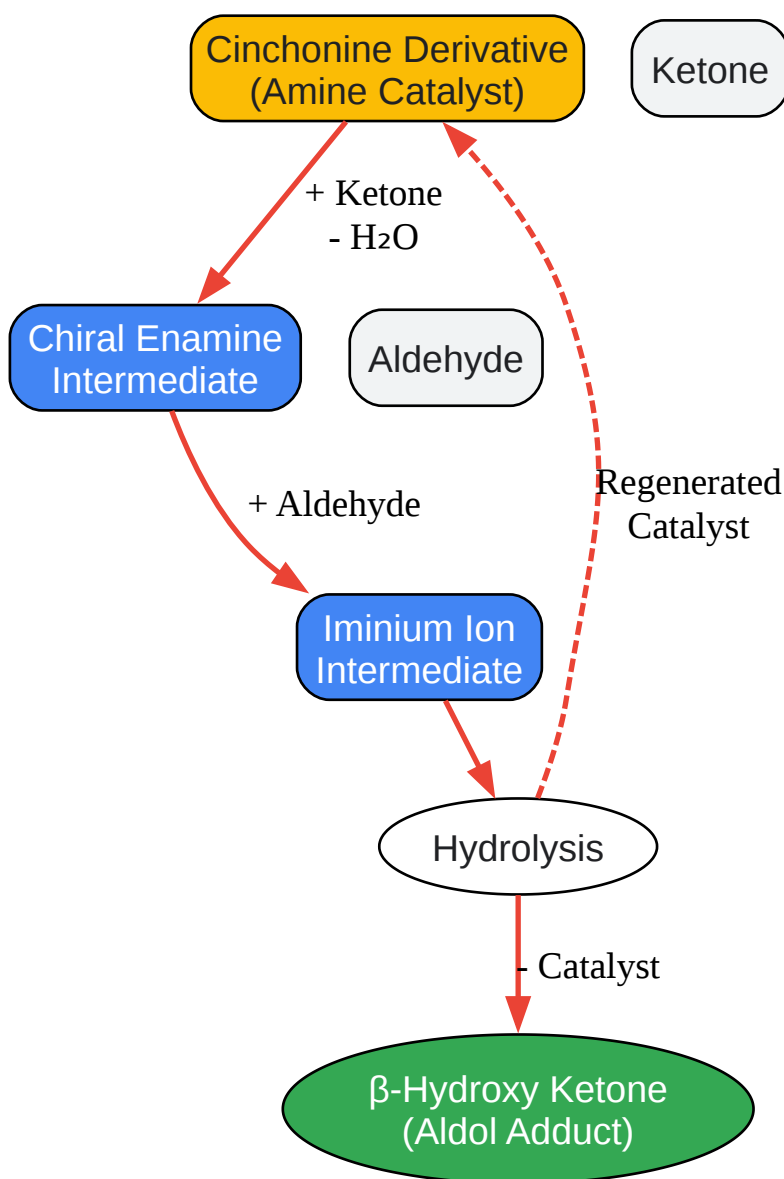 Cinchonine Derivative
(Amine Catalyst)
Ketone
+ Ketone
- H₂O
Chiral Enamine
Intermediate
Aldehyde
Regenerated
Catalyst
+ Aldehyde
Iminium Ion
Intermediate
Hydrolysis
- Catalyst
β-Hydroxy Ketone
(Aldol Adduct)